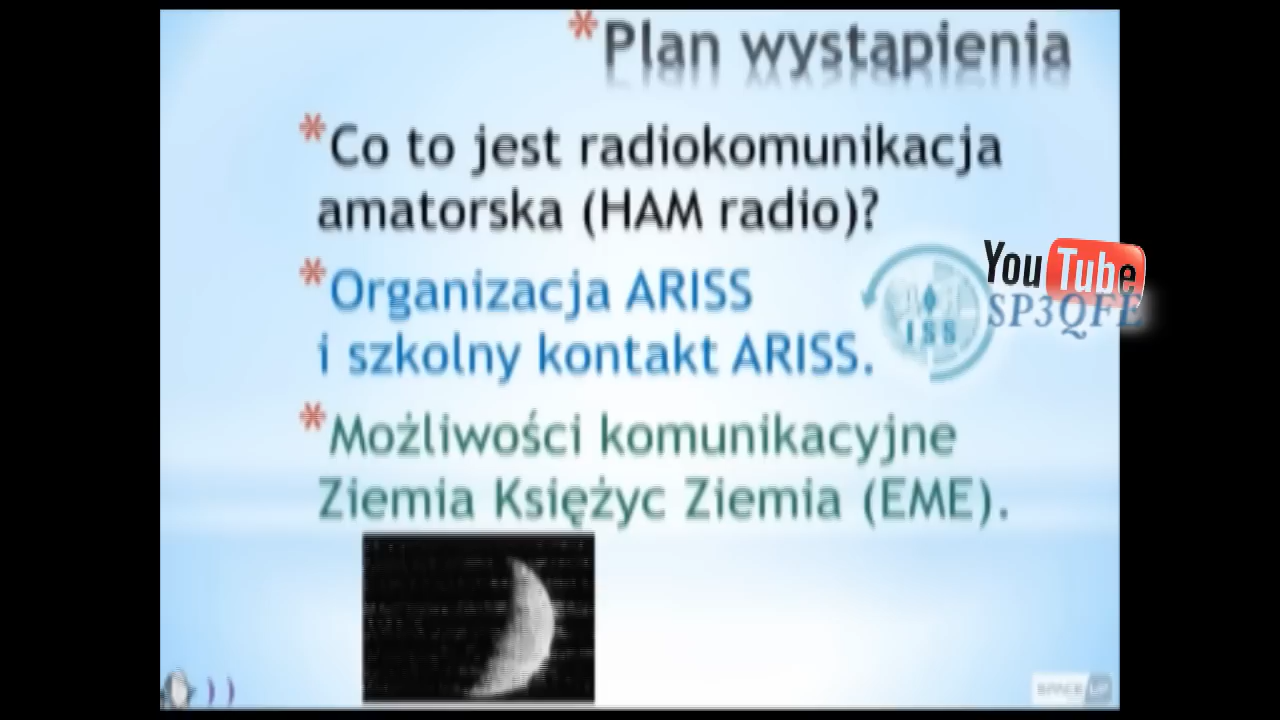 *Plan wystąpienia
*Co to jest radiokomunikacja
amatorska (HAM radio)?
*Organizacja ARISS
i szkolny kontakt ARISS.
ISS
YouTube
SP3QFE
*Możliwości komunikacyjne
Ziemia Księżyc Ziemia (EME).